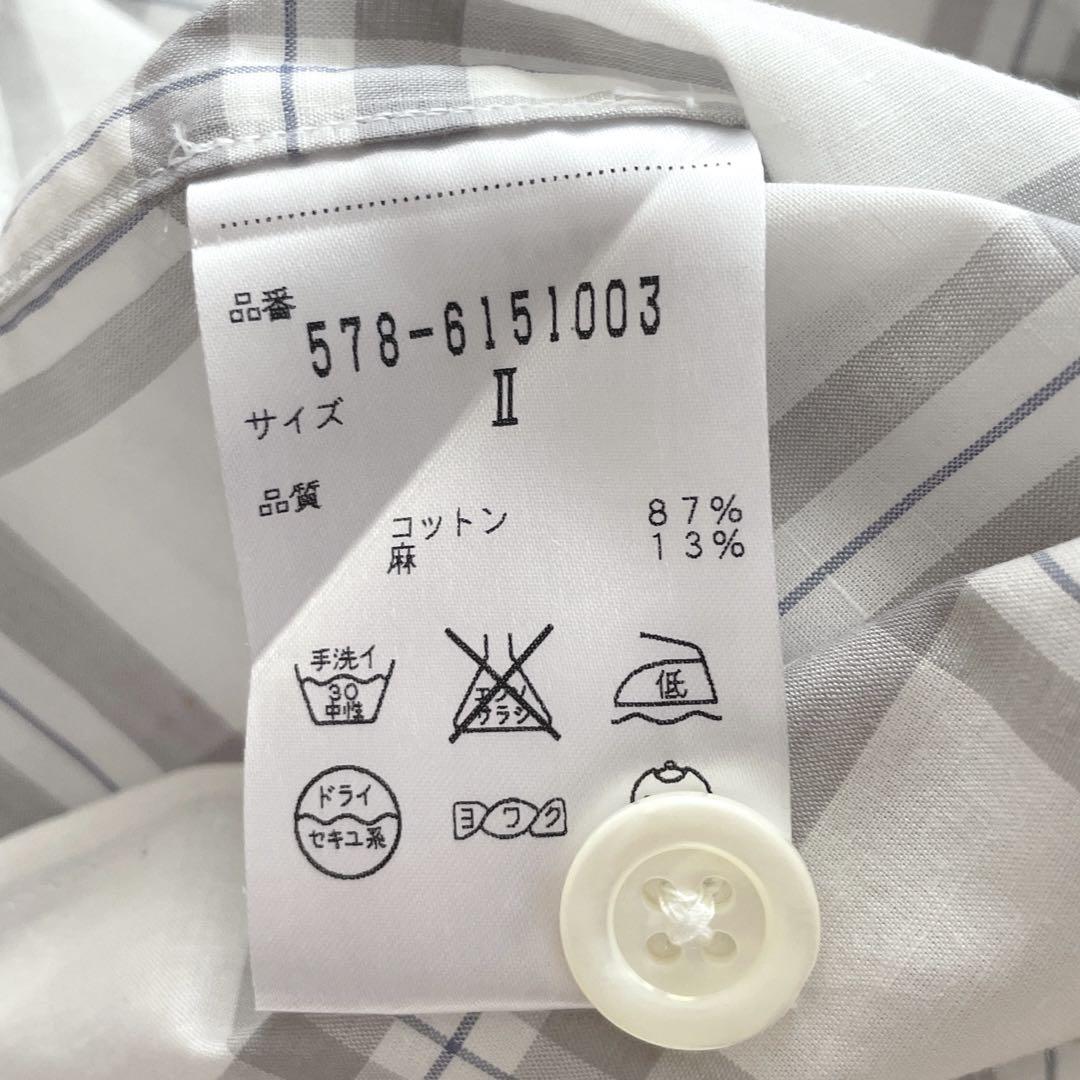 品番
578-6151003
サイズ
Ⅱ
品質
コットン 87%
麻 13%
手洗イ
30
中性
エンソ
サラシ
低
ドライ
セキユ系
ヨワク